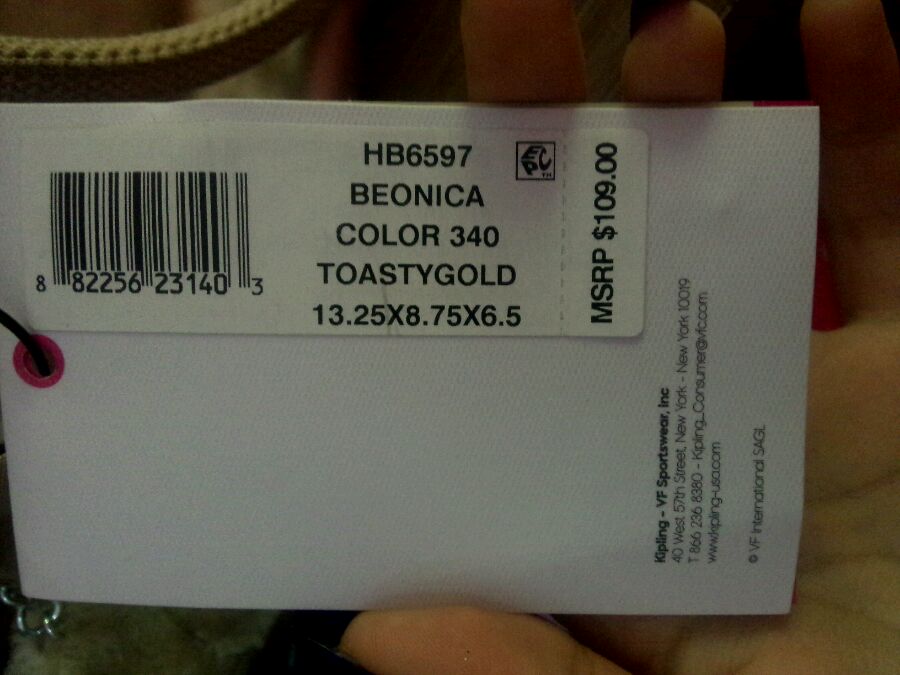 HB6597
BEONICA
COLOR 340
TOASTYGOLD
13.25X8.75X6.5
8 82256 23140 3
EPC TM
MSRP $109.00
Kipling - VF Sportswear, Inc
40 West 57th Street, New York - New York 10019
T 866 236 8380 - Kipling_Consumer@vfc.com
www.kipling-usa.com
© VF International SAGL